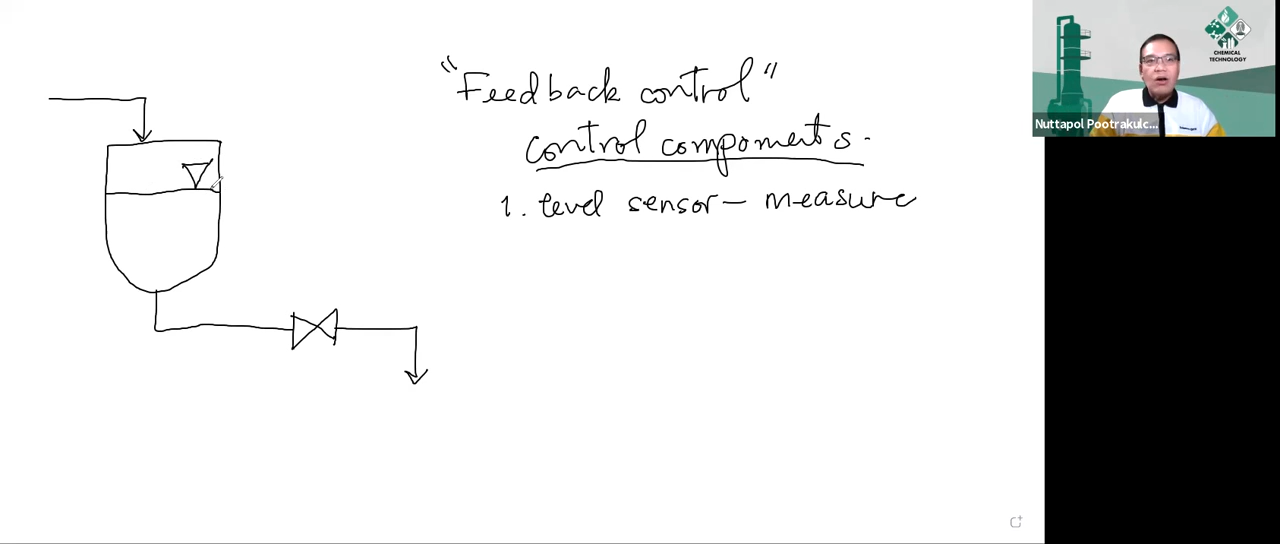 "Feedback control"
control components.
1. level sensor – measure
CHEMICAL
TECHNOLOGY
Nuttapol Pootrakulc...